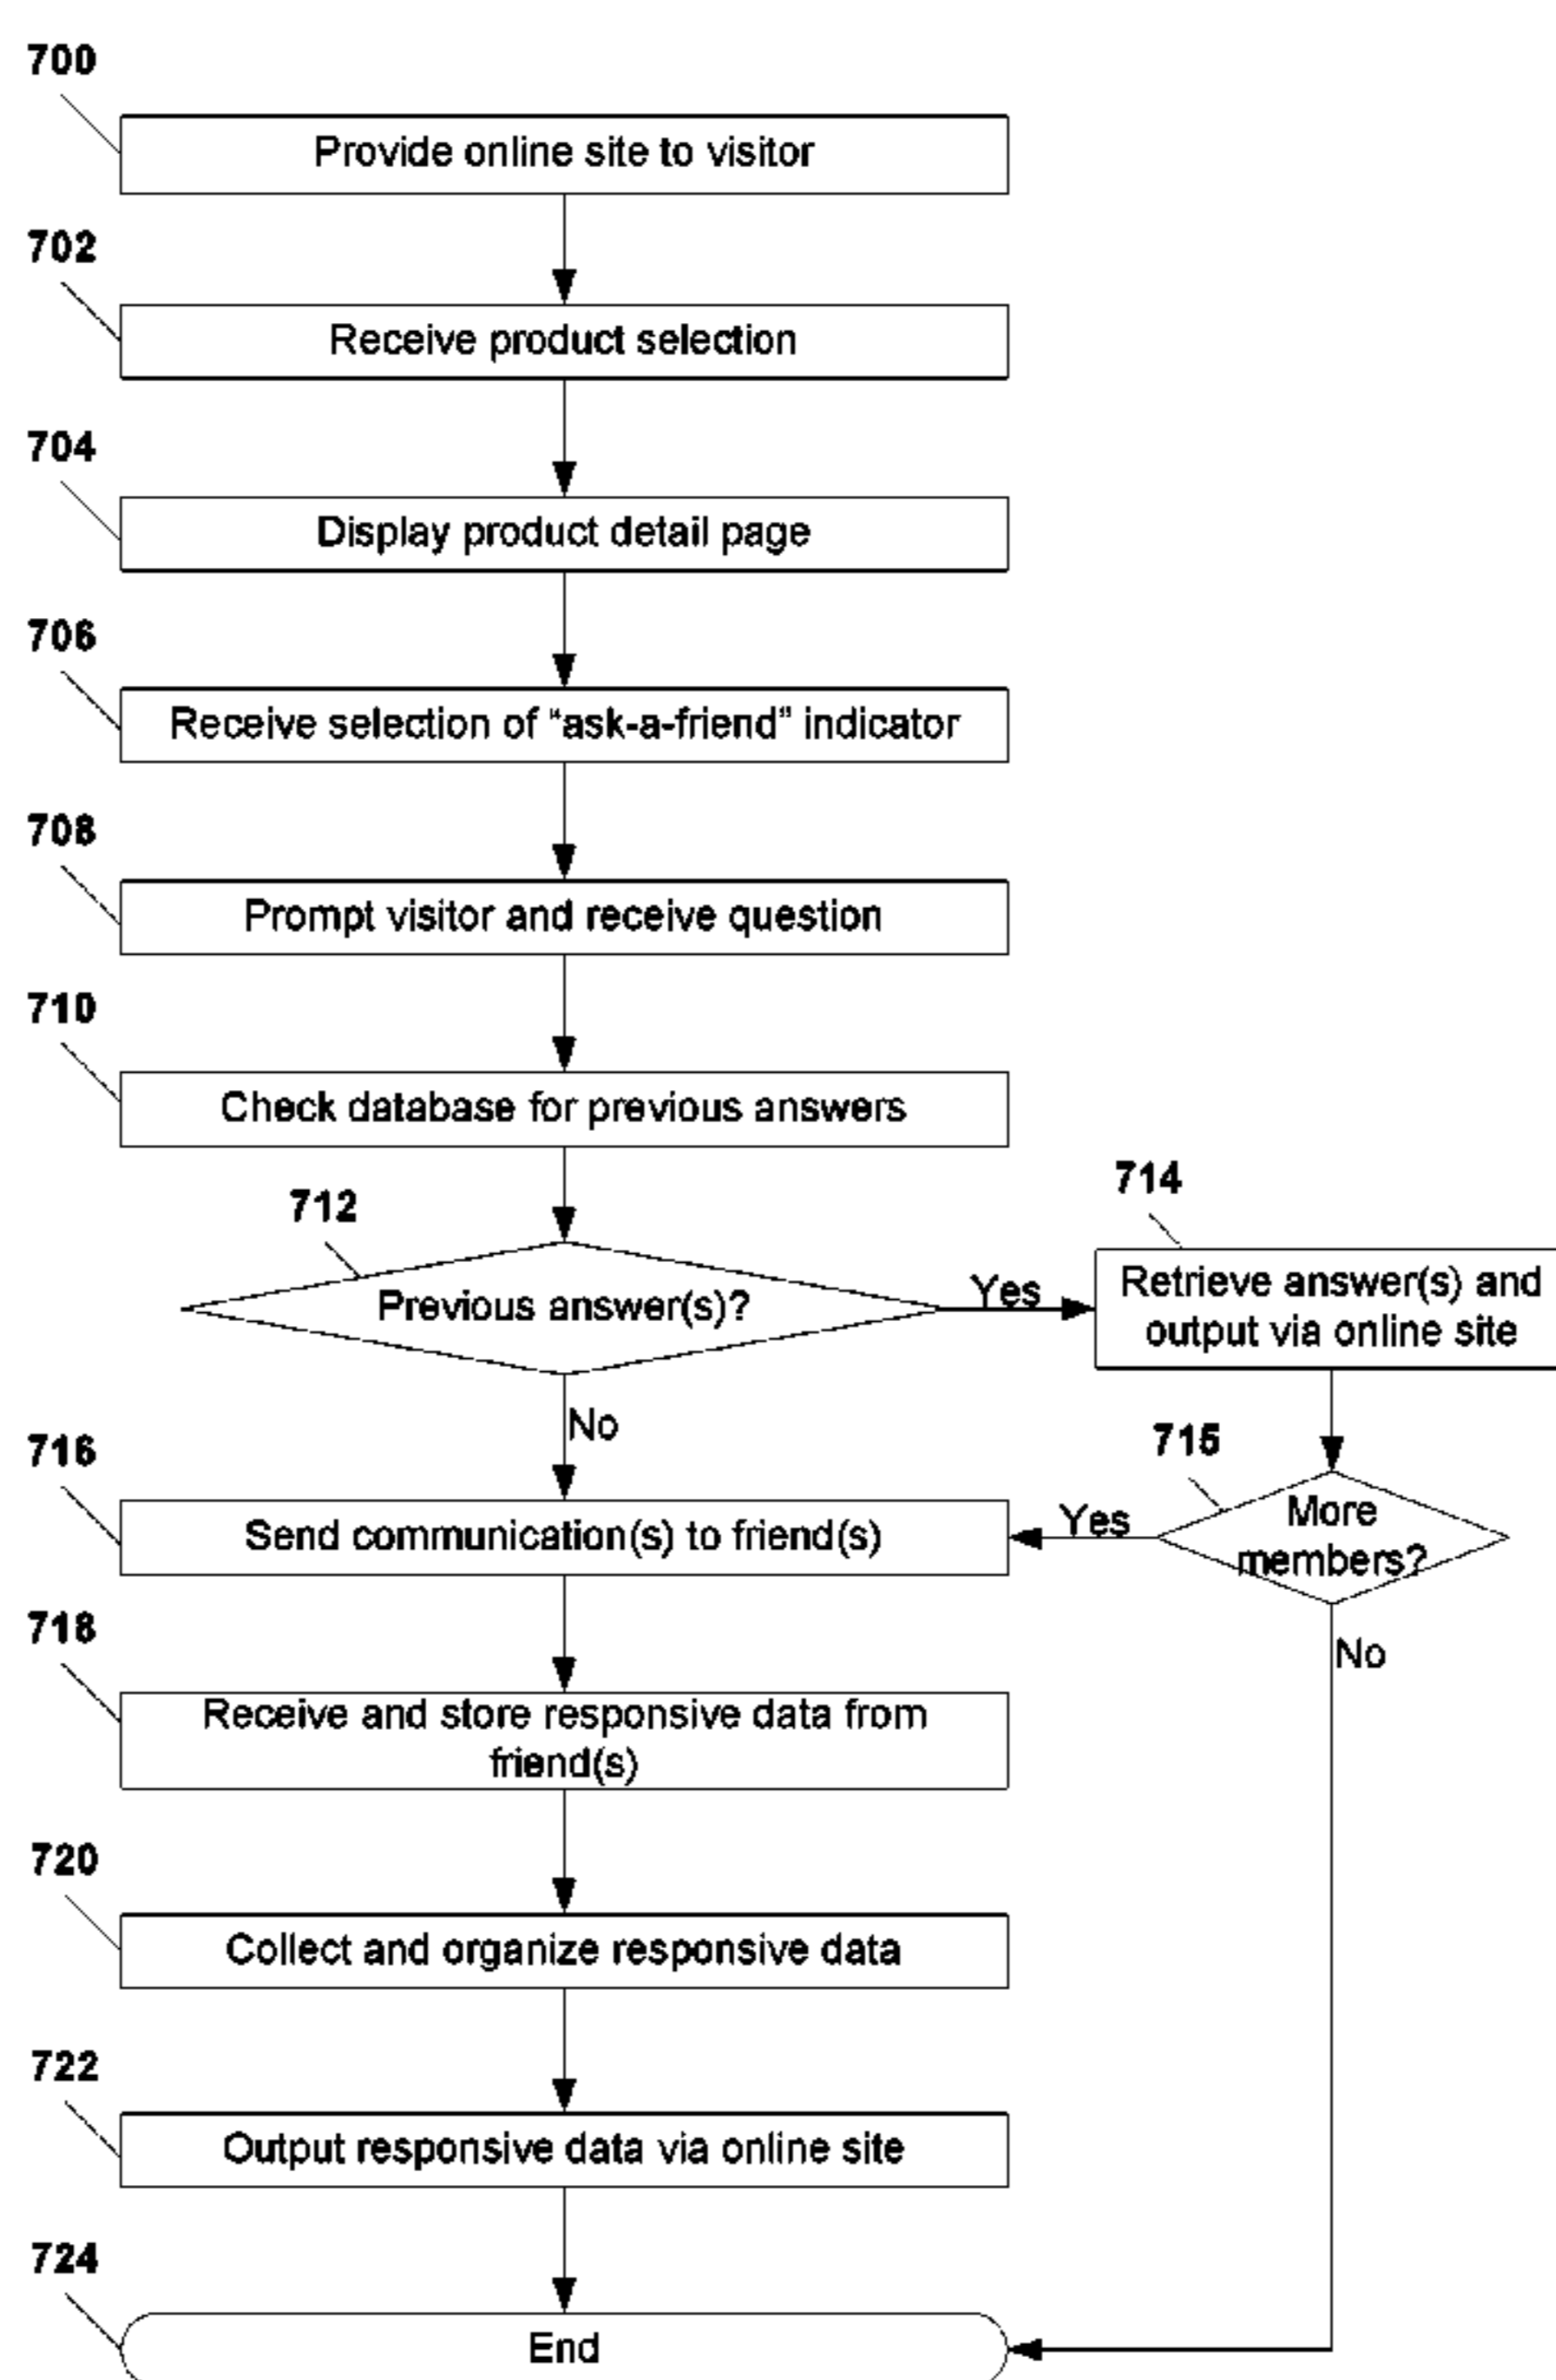 700
Provide online site to visitor
702
Receive product selection
704
Display product detail page
706
Receive selection of “ask-a-friend” indicator
708
Prompt visitor and receive question
710
Check database for previous answers
712
Previous answer(s)?
Yes
714
Retrieve answer(s) and
output via online site
No
715
More
members?
Yes
No
716
Send communication(s) to friend(s)
718
Receive and store responsive data from
friend(s)
720
Collect and organize responsive data
722
Output responsive data via online site
724
End